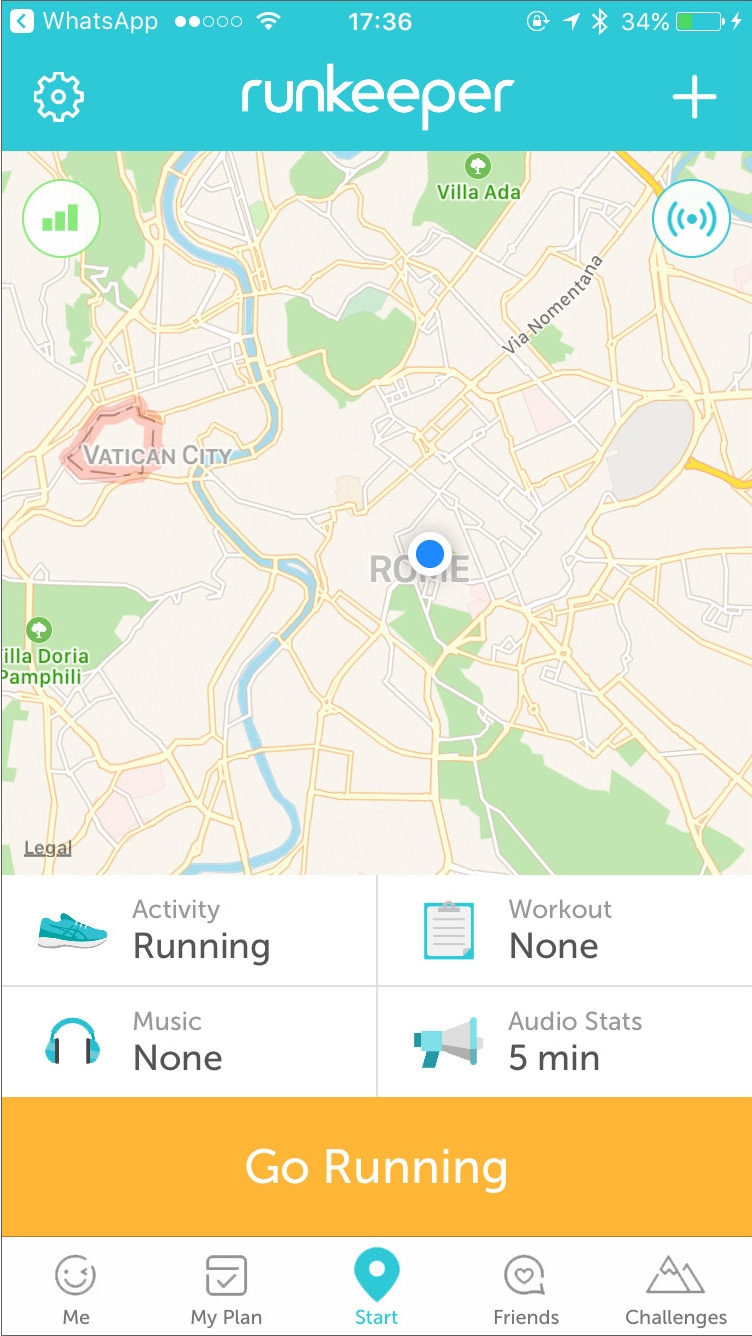 WhatsApp
17:36
34%
runkeeper
Villa Ada
Via Nomentana
VATICAN CITY
ROME
illa Doria
Pamphili
Legal
Activity
Running
Workout
None
Music
None
Audio Stats
5 min
Go Running
Me
My Plan
Start
Friends
Challenges